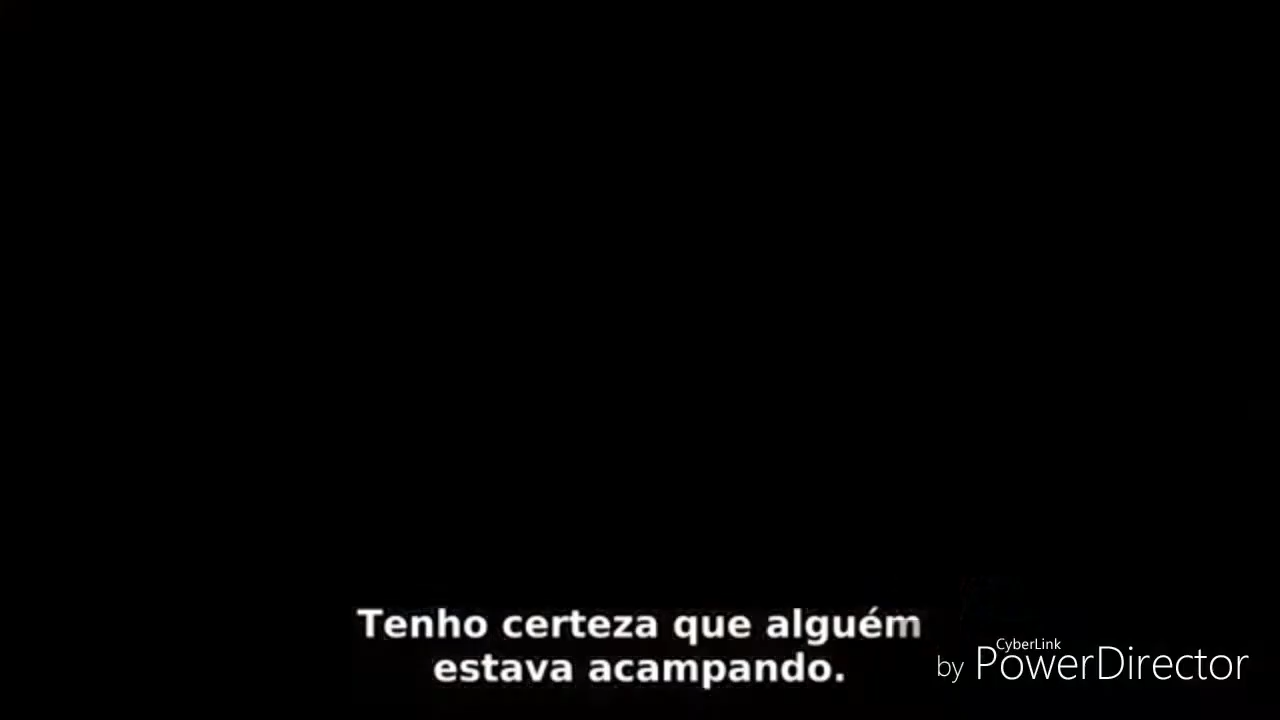 Tenho certeza que alguém
estava acampando.
CyberLink
by PowerDirector